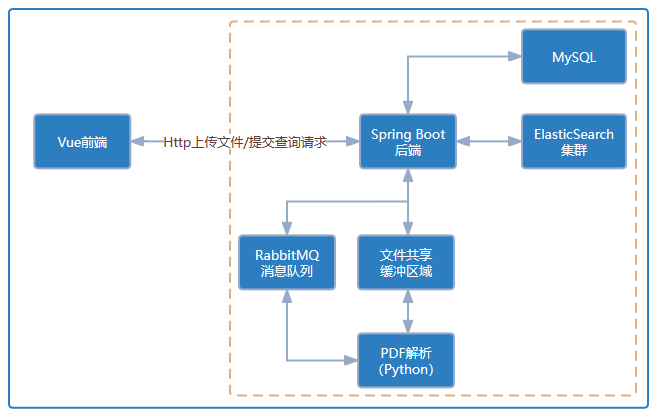 MySQL
Vue前端
Http上传文件/提交查询请求
Spring Boot
后端
ElasticSearch
集群
RabbitMQ
消息队列
文件共享
缓冲区域
PDF解析
（Python）